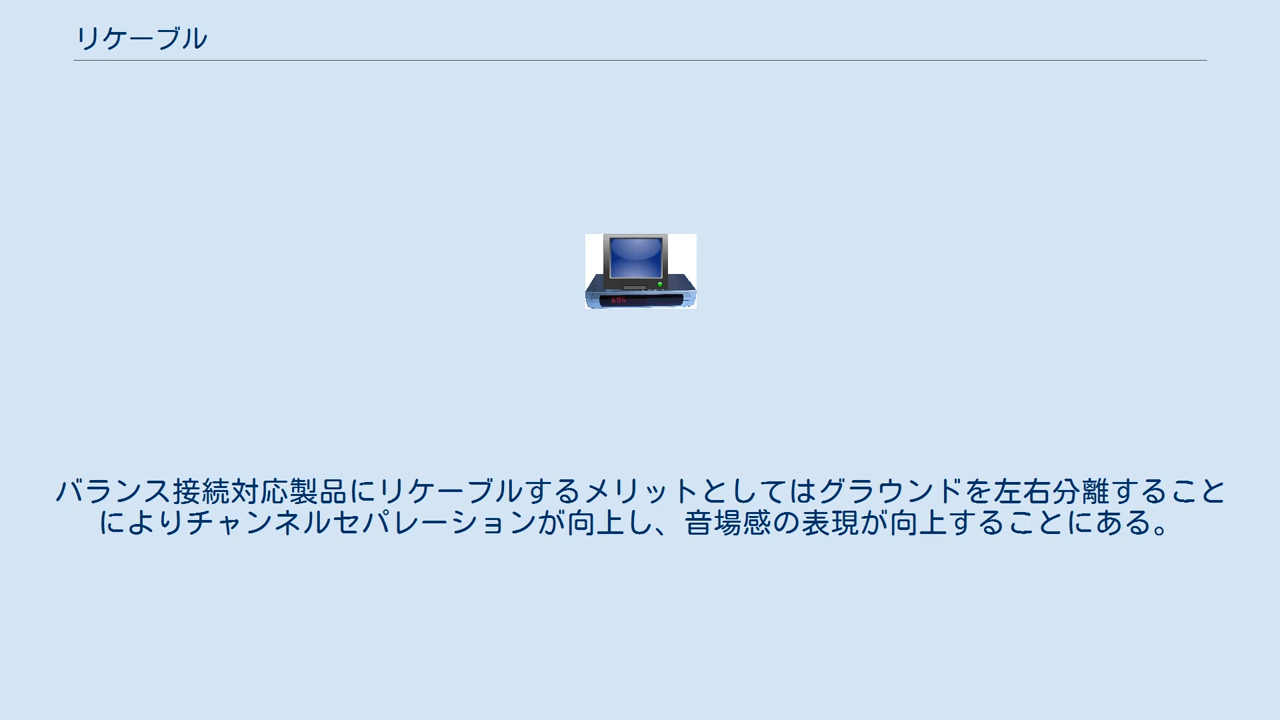 リケーブル
バランス接続対応製品にリケーブルするメリットとしてはグラウンドを左右分離すること
によりチャンネルセパレーションが向上し、音場感の表現が向上することにある。